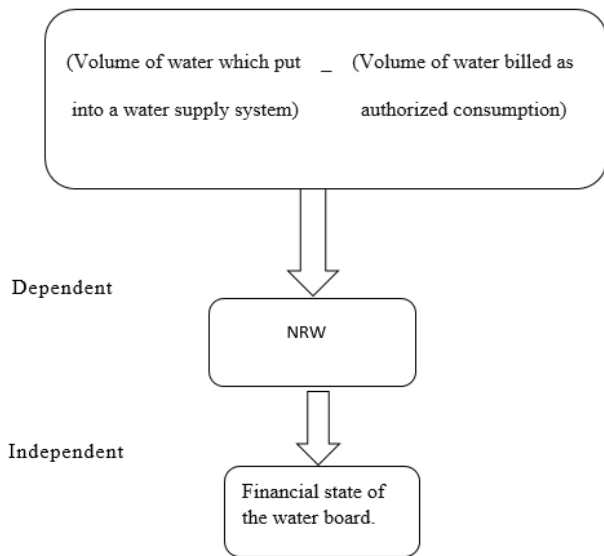 (Volume of water which put _ (Volume of water billed as
into a water supply system) authorized consumption)
Dependent
NRW
Independent
Financial state of
the water board.